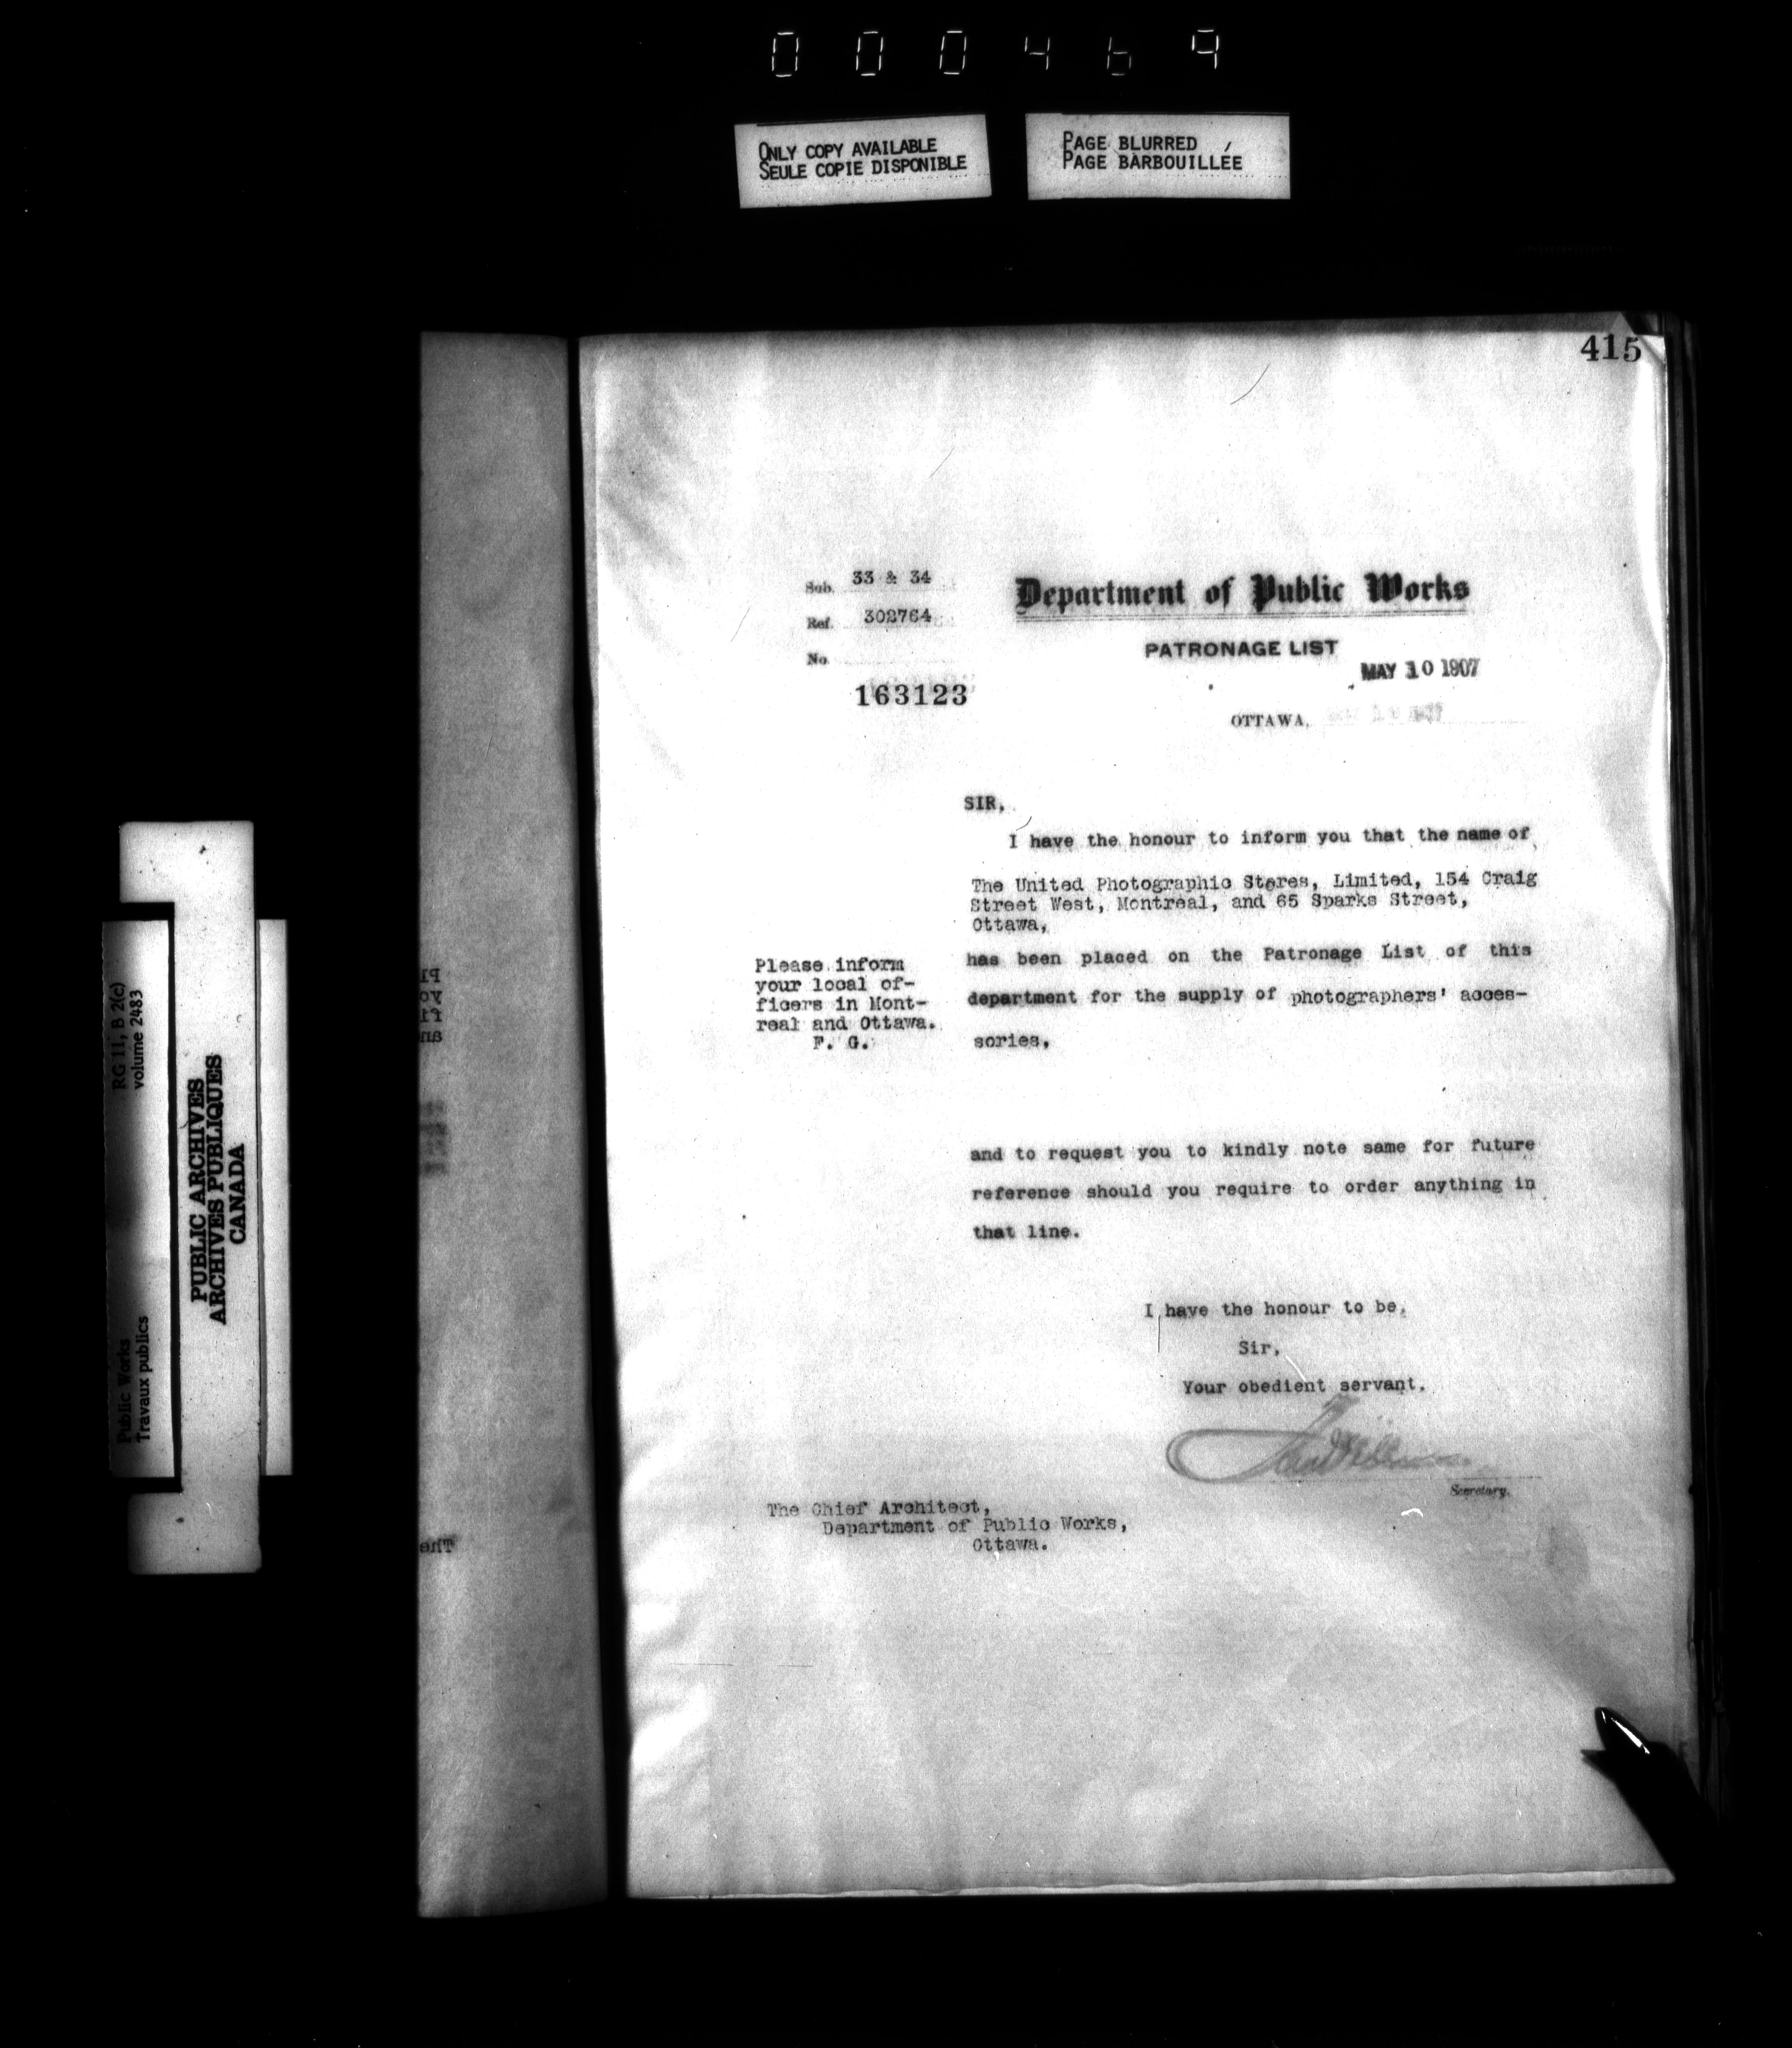 000469
ONLY COPY AVAILABLE
SEULE COPIE DISPONIBLE
PAGE BLURRED
PAGE BARBOUILLÉE
415
Sub. 33 & 34
Ref. 302764
No
163123
Department of Public Works
PATRONAGE LIST
MAY 10 1907
OTTAWA,
SIR,
I have the honour to inform you that the name of
The United Photographic Stores, Limited, 154 Craig
Street West, Montreal, and 65 Sparks Street,
Ottawa,
has been placed on the Patronage List of this
department for the supply of photographers' acces-
sories,
Please inform
your local of-
ficers in Mont-
real and Ottawa.
F. G.
and to request you to kindly note same for future
reference should you require to order anything in
that line.
I have the honour to be,
Sir,
Your obedient servant,
Secretary.
The Chief Architect,
Department of Public Works,
Ottawa.
RG 11, B 2(c)
volume 2483
Public Works
Travaux publics
PUBLIC ARCHIVES
ARCHIVES PUBLIQUES
CANADA